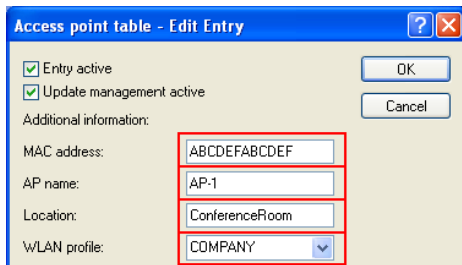 Access point table - Edit Entry
Entry active
OK
Update management active
Cancel
Additional information:
MAC address: ABCDEFABCDEF
AP name: AP-1
Location: ConferenceRoom
WLAN profile: COMPANY